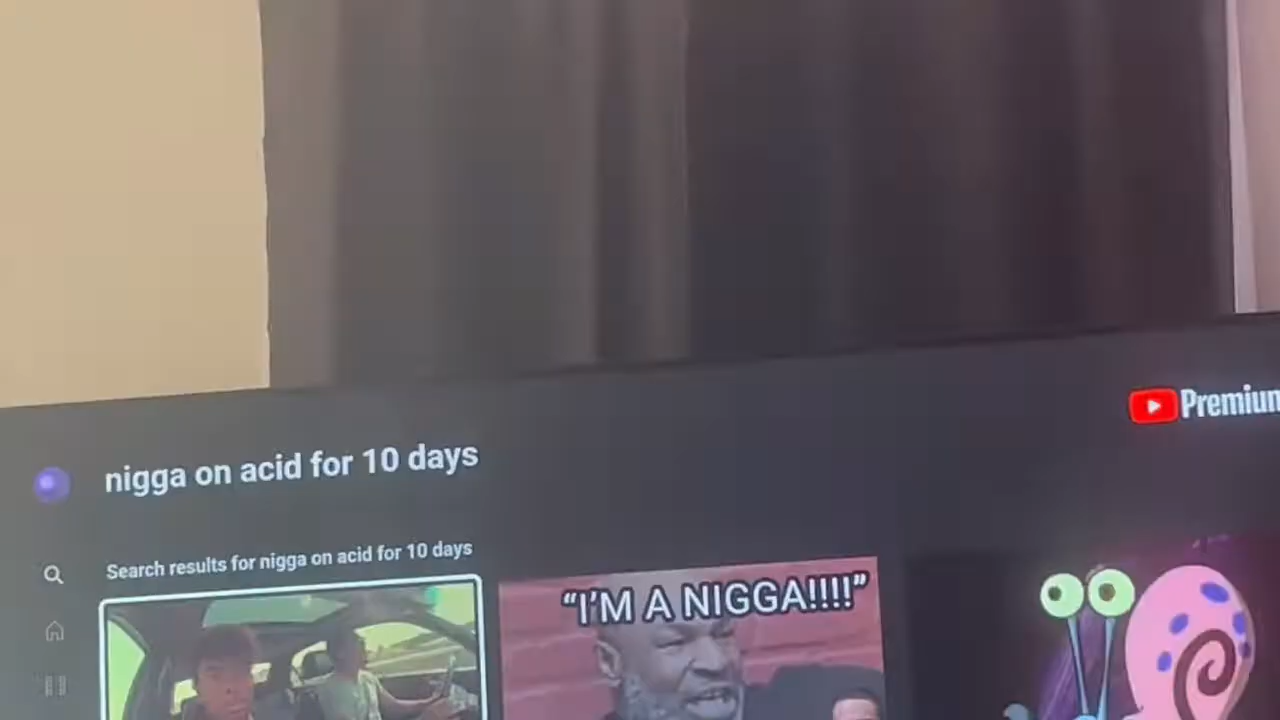 Premium
nigga on acid for 10 days
Search results for nigga on acid for 10 days
“I'M A NIGGA!!!!”